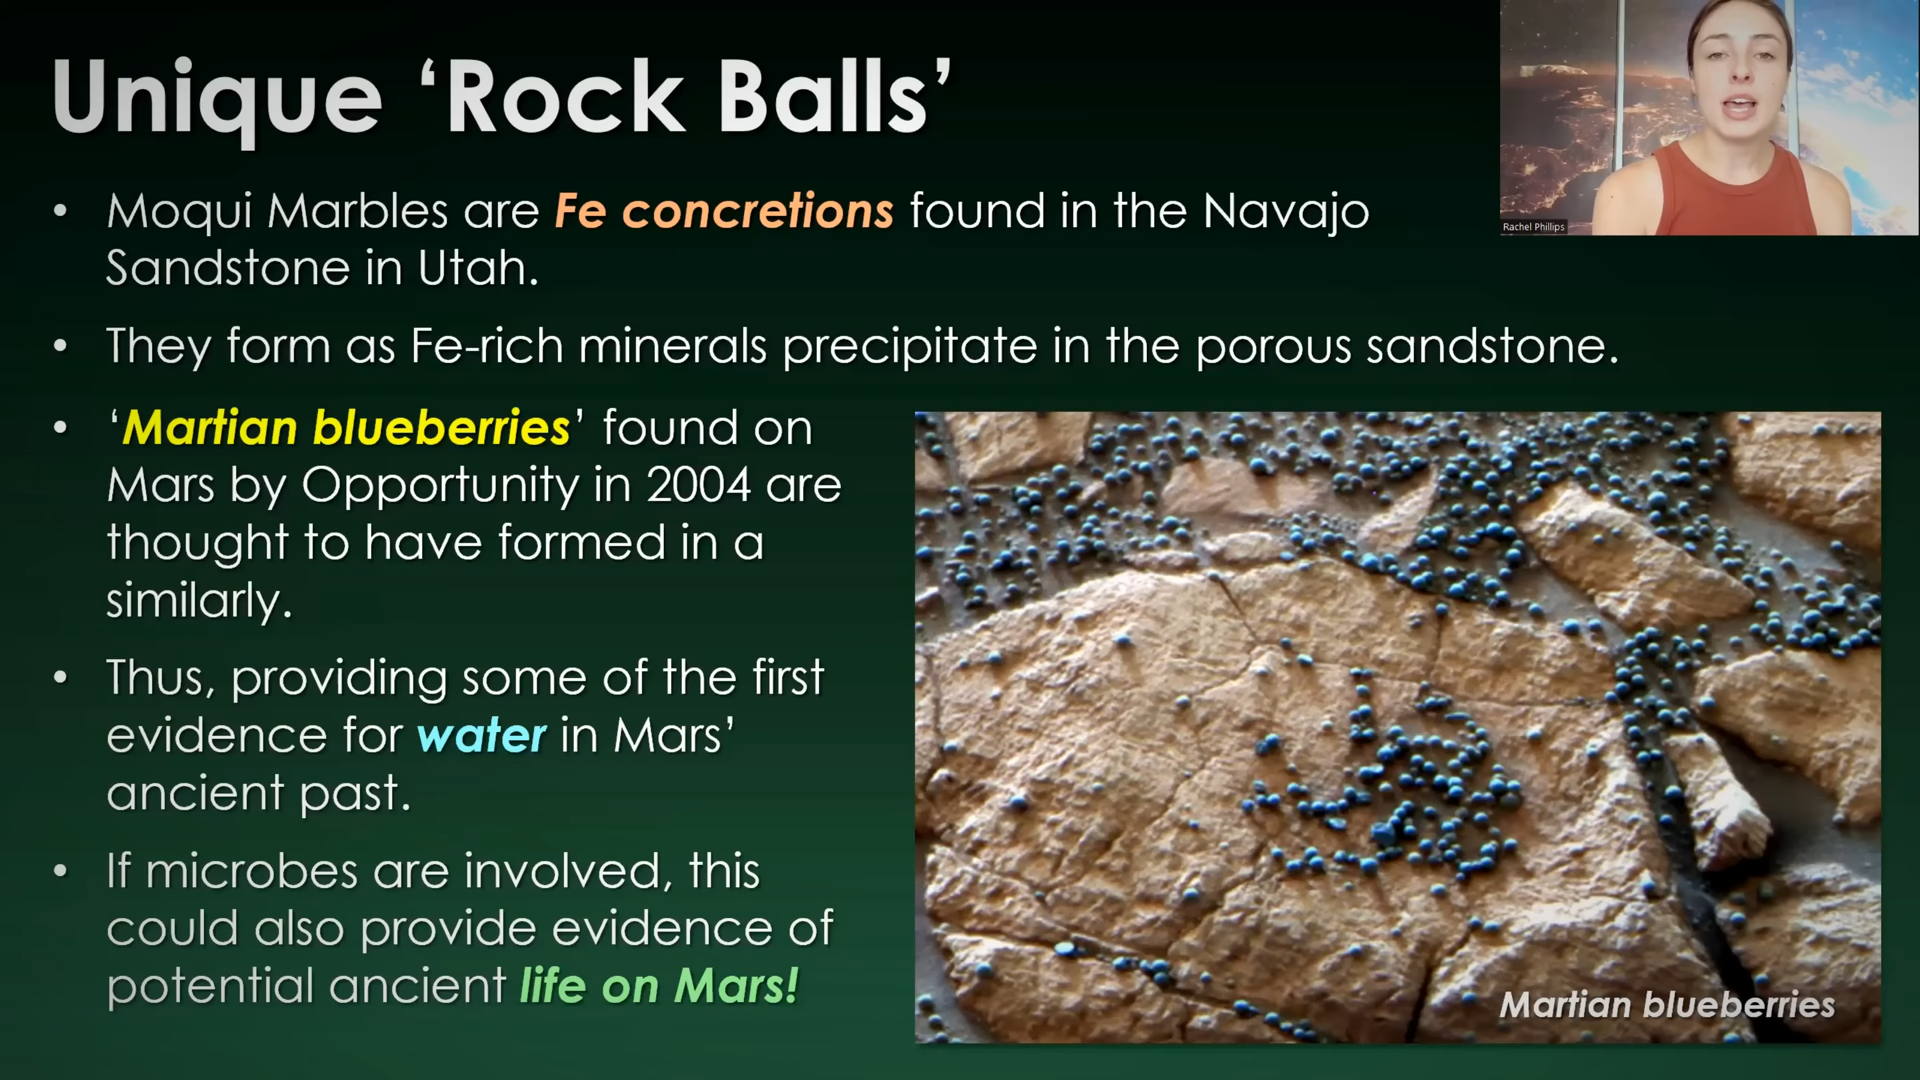 Unique ‘Rock Balls’
Rachel Phillips
• Moqui Marbles are Fe concretions found in the Navajo
Sandstone in Utah.
• They form as Fe-rich minerals precipitate in the porous sandstone.
• ‘Martian blueberries’ found on
Mars by Opportunity in 2004 are
thought to have formed in a
similarly.
• Thus, providing some of the first
evidence for water in Mars’
ancient past.
• If microbes are involved, this
could also provide evidence of
potential ancient life on Mars!
Martian blueberries